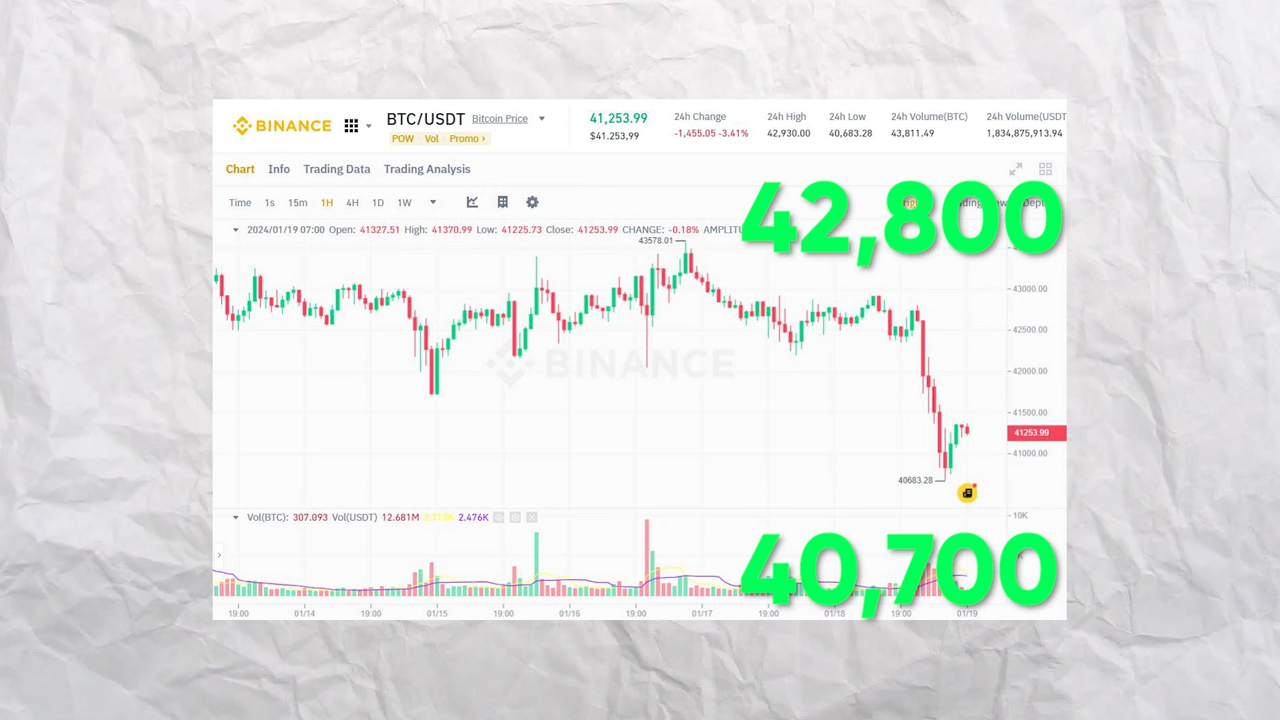 BINANCE
BTC/USDT Bitcoin Price
POW Vol Promo
41,253.99
$41.253,99
24h Change
-1,455.05 -3.41%
24h High
42,930.00
24h Low
40,683.28
24h Volume(BTC)
43,811.49
24h Volume(USDT
1,834,875,913.94
Chart Info Trading Data Trading Analysis
Time 1s 15m 1H 4H 1D 1W
42,800
2024/01/19 07:00 Open: 41327.51 High: 41370.99 Low: 41225.73 Close: 41253.99 CHANGE: -0.18%
43578.01
43000.00
42500.00
BINANCE
42000.00
41500.00
41253.99
41000.00
40683.28
Vol(BTC): 307.093 Vol(USDT) 12.681M 2.476K
10K
40,700
19:00 01/14 19:00 01/15 19:00 01/16 19:00 01/17 19:00 01/18 19:00 01/19